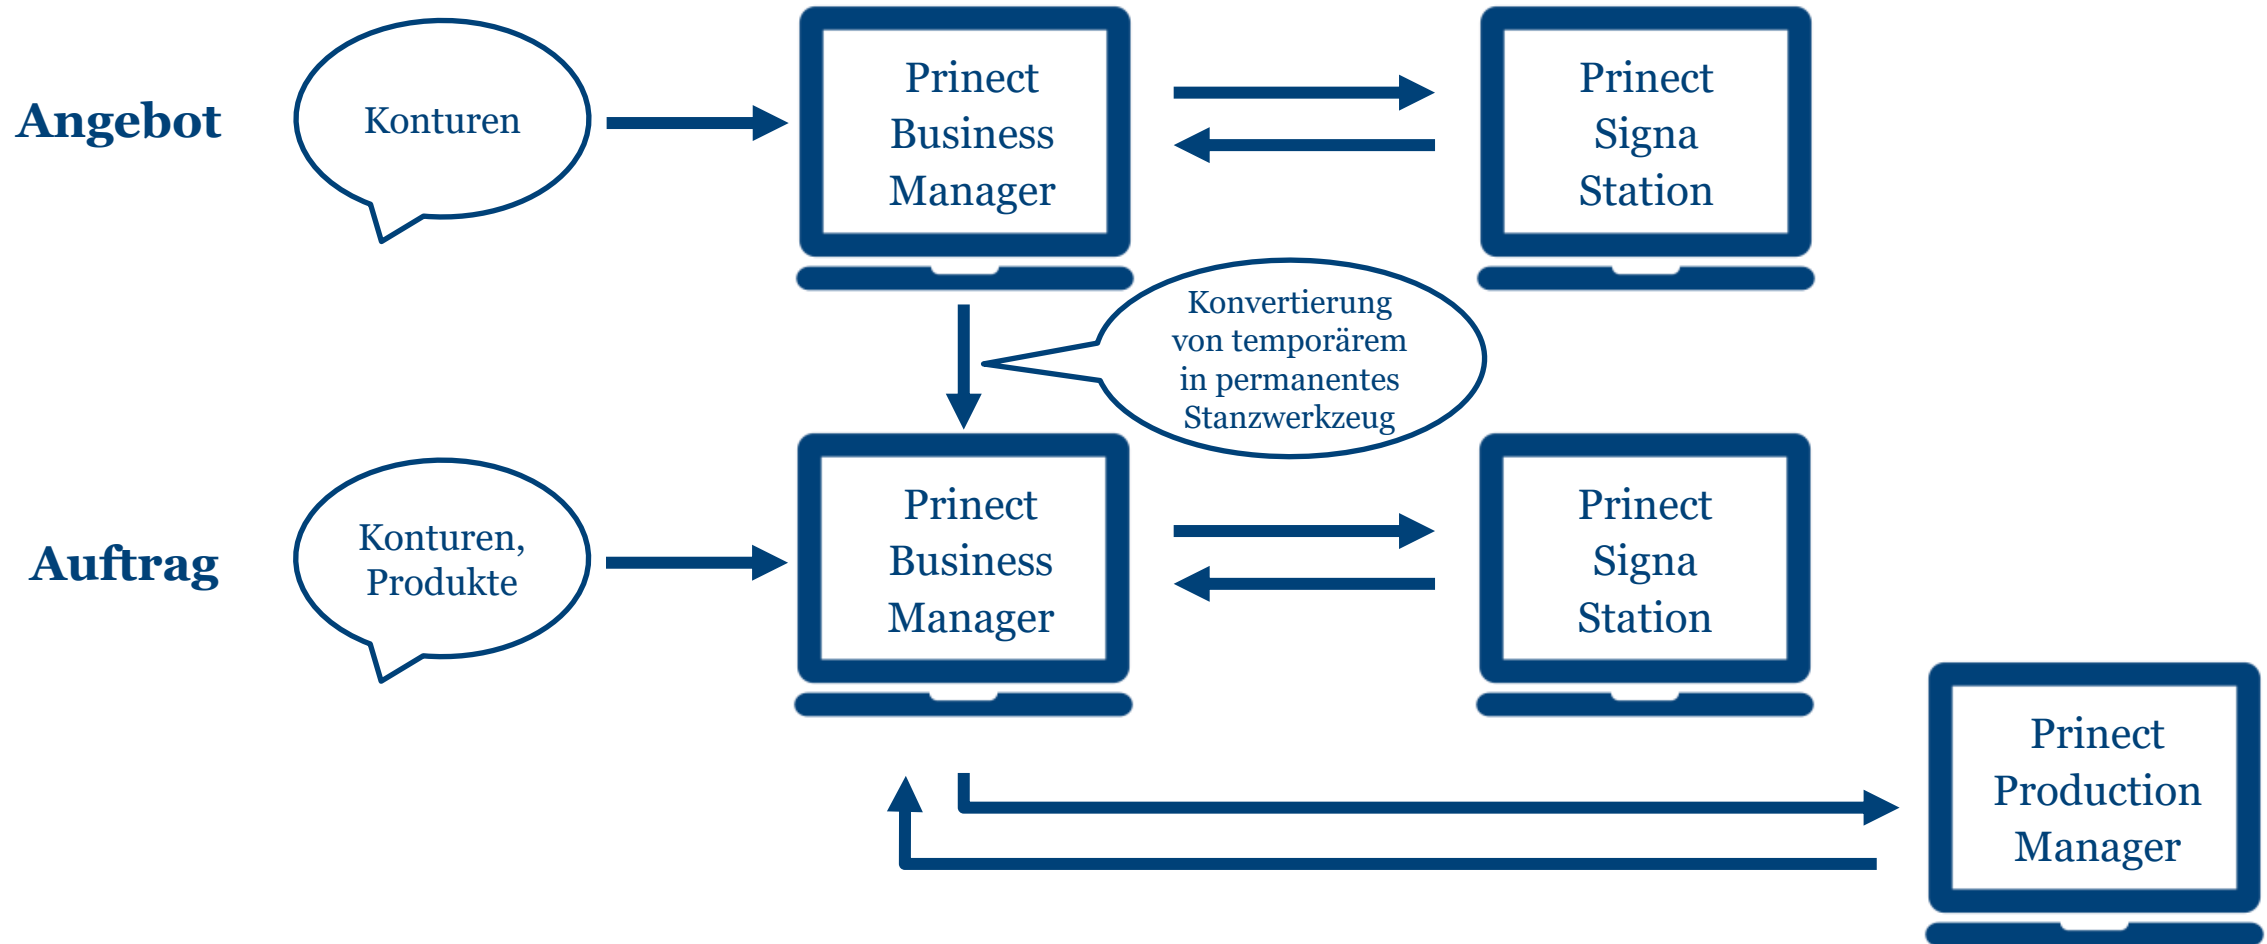 Angebot
Konturen
Prinect
Business
Manager
Prinect
Signa
Station
Konvertierung
von temporärem
in permanentes
Stanzwerkzeug
Auftrag
Konturen,
Produkte
Prinect
Business
Manager
Prinect
Signa
Station
Prinect
Production
Manager